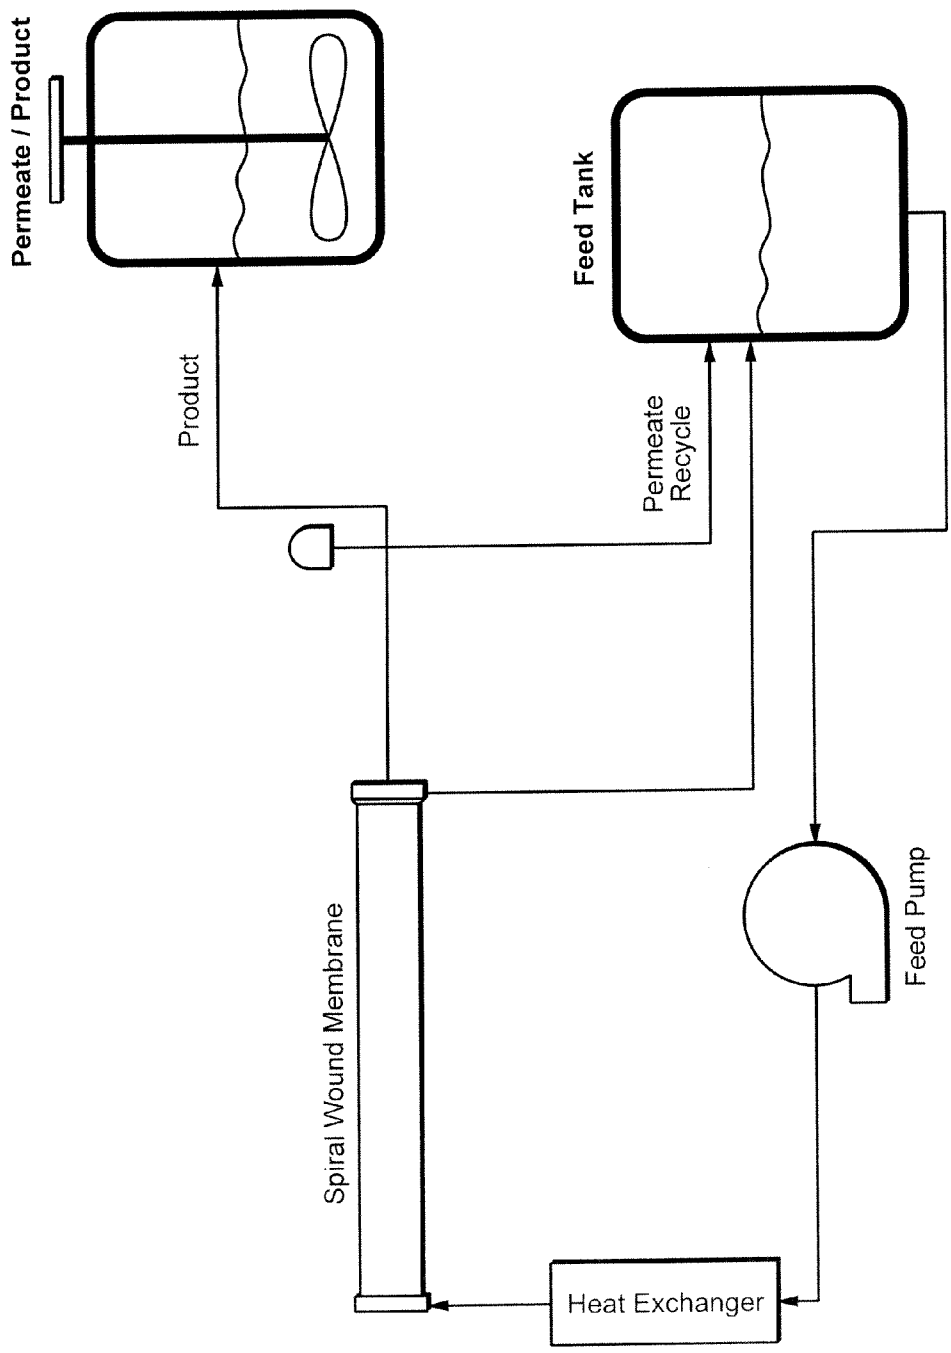 Permeate / Product
Feed Tank
Product
Permeate
Recycle
Spiral Wound Membrane
Feed Pump
Heat Exchanger